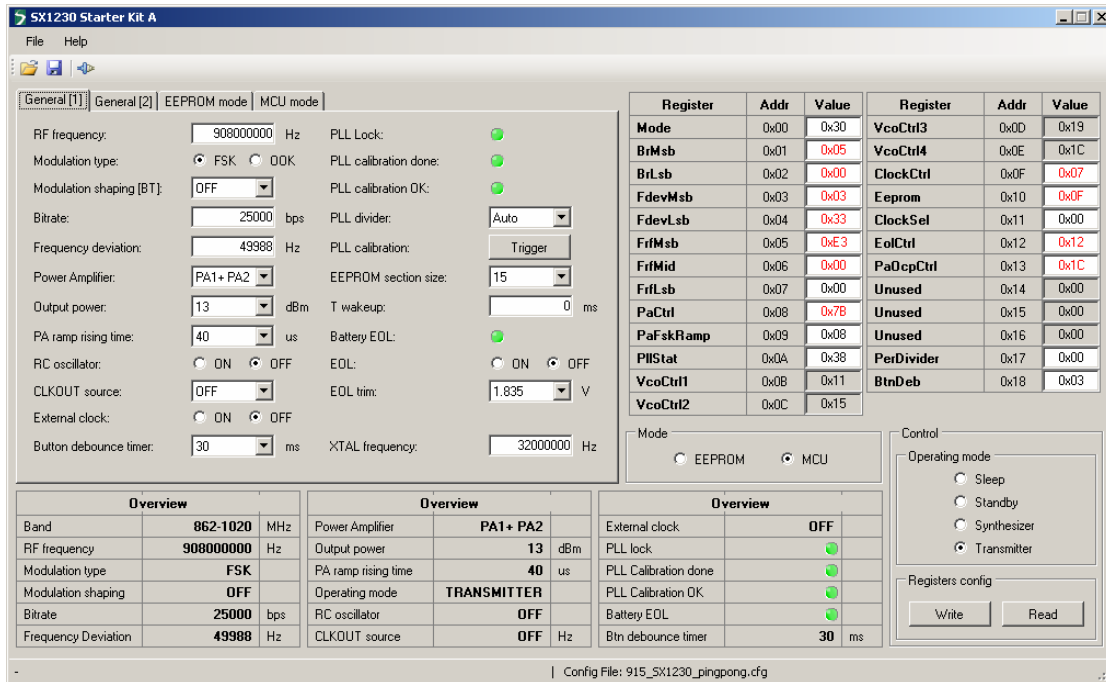 SX1230 Starter Kit A
File Help
General [1] General [2] EEPROM mode MCU mode
RF frequency: 908000000 Hz PLL Lock:
Modulation type: FSK OOK PLL calibration done:
Modulation shaping [BT]: OFF PLL calibration OK:
Bitrate: 25000 bps PLL divider: Auto
Frequency deviation: 49988 Hz PLL calibration: Trigger
Power Amplifier: PA1+ PA2 EEPROM section size: 15
Output power: 13 dBm T wakeup: 0 ms
PA ramp rising time: 40 us Battery EOL:
RC oscillator: ON OFF EOL: ON OFF
CLKOUT source: OFF EOL trim: 1.835 V
External clock: ON OFF
Button debounce timer: 30 ms XTAL frequency: 32000000 Hz
Register Addr Value Register Addr Value
Mode 0x00 0x30 VcoCtrl3 0x0D 0x19
BrMsb 0x01 0x05 VcoCtrl4 0x0E 0x1C
BrLsb 0x02 0x00 ClockCtrl 0x0F 0x07
FdevMsb 0x03 0x03 Eeprom 0x10 0x0F
FdevLsb 0x04 0x33 ClockSel 0x11 0x00
FrfMsb 0x05 0xE3 EolCtrl 0x12 0x12
FrfMid 0x06 0x00 PaOcpCtrl 0x13 0x1C
FrfLsb 0x07 0x00 Unused 0x14 0x00
PaCtrl 0x08 0x7B Unused 0x15 0x00
PaFskRamp 0x09 0x08 Unused 0x16 0x00
PllStat 0x0A 0x38 PerDivider 0x17 0x00
VcoCtrl1 0x0B 0x11 BtnDeb 0x18 0x03
VcoCtrl2 0x0C 0x15
Mode
EEPROM MCU
Control
Operating mode
Sleep
Standby
Synthesizer
Transmitter
Registers config
Write Read
Overview Overview Overview
Band 862-1020 MHz Power Amplifier PA1+ PA2 External clock OFF
RF frequency 908000000 Hz Output power 13 dBm PLL lock
Modulation type FSK PA ramp rising time 40 us PLL Calibration done
Modulation shaping OFF Operating mode TRANSMITTER PLL Calibration OK
Bitrate 25000 bps RC oscillator OFF Battery EOL
Frequency Deviation 49988 Hz CLKOUT source OFF Hz Btn debounce timer 30 ms
- | Config File: 915_SX1230_pingpong.cfg